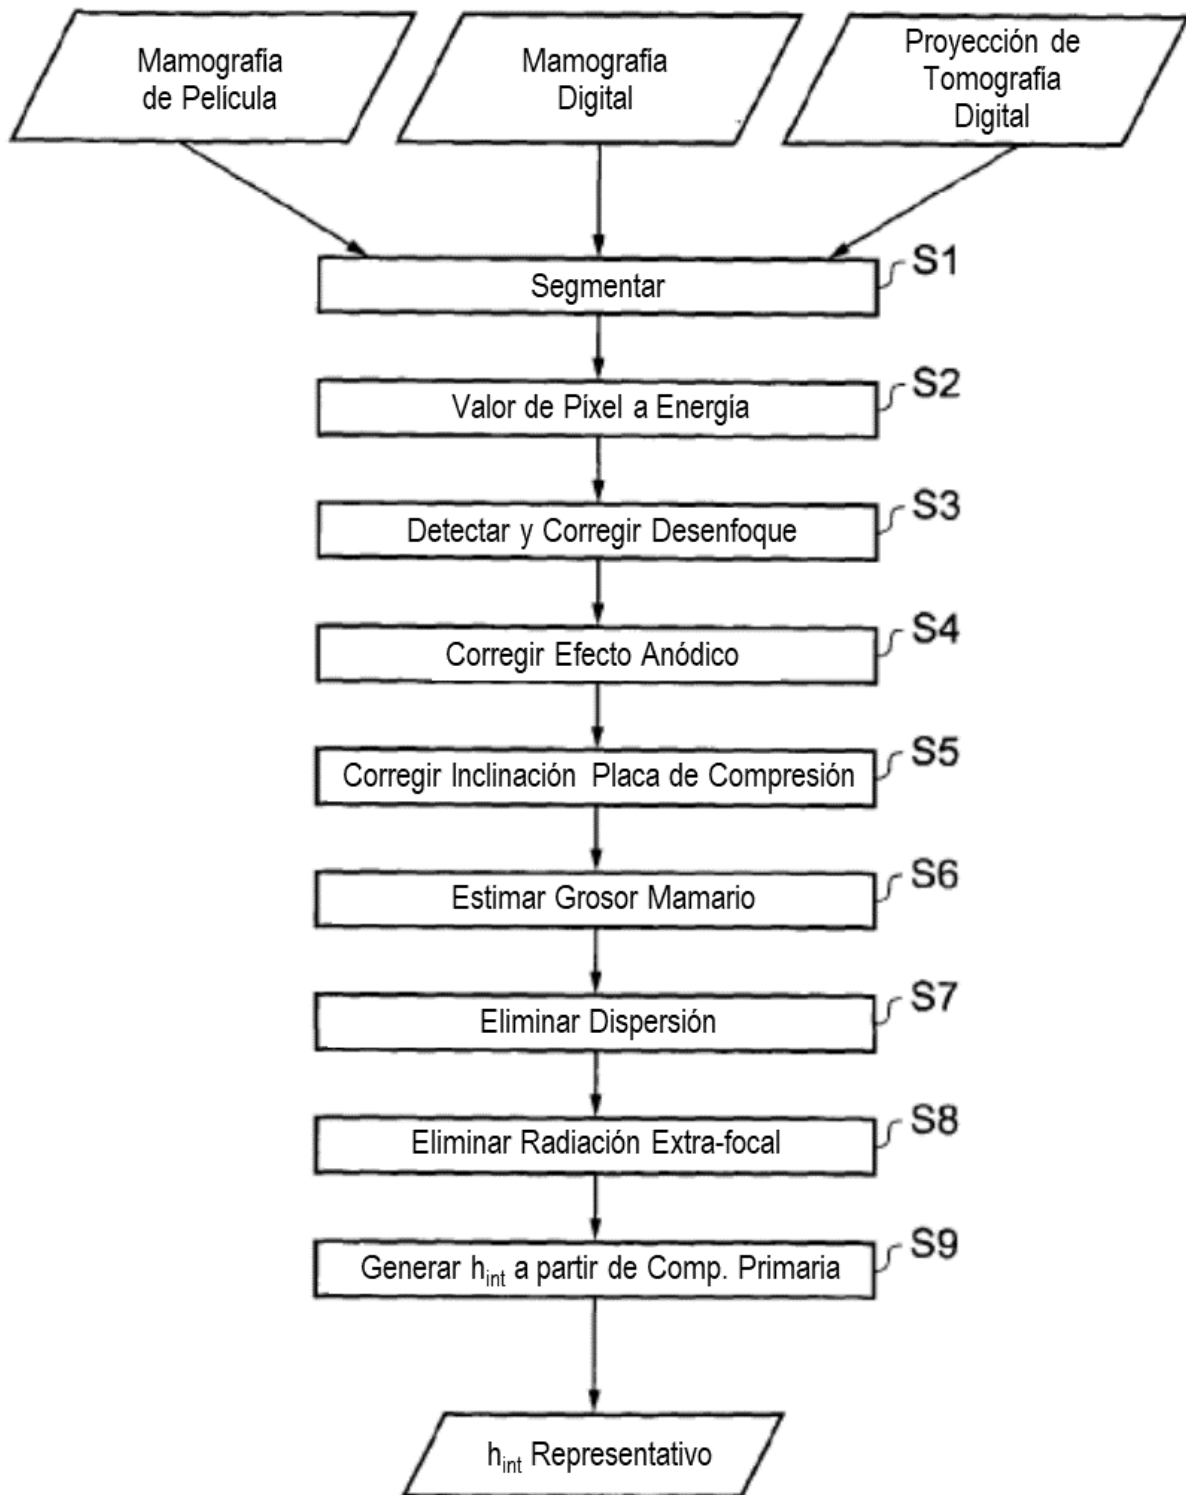 Mamografía
de Película
Mamografía
Digital
Proyección de
Tomografía
Digital
S1
Segmentar
S2
Valor de Pixel a Energía
S3
Detectar y Corregir Desenfoque
S4
Corregir Efecto Anódico
S5
Corregir Inclinación Placa de Compresión
S6
Estimar Grosor Mamario
S7
Eliminar Dispersión
S8
Eliminar Radiación Extra-focal
S9
Generar hint a partir de Comp. Primaria
hint Representativo